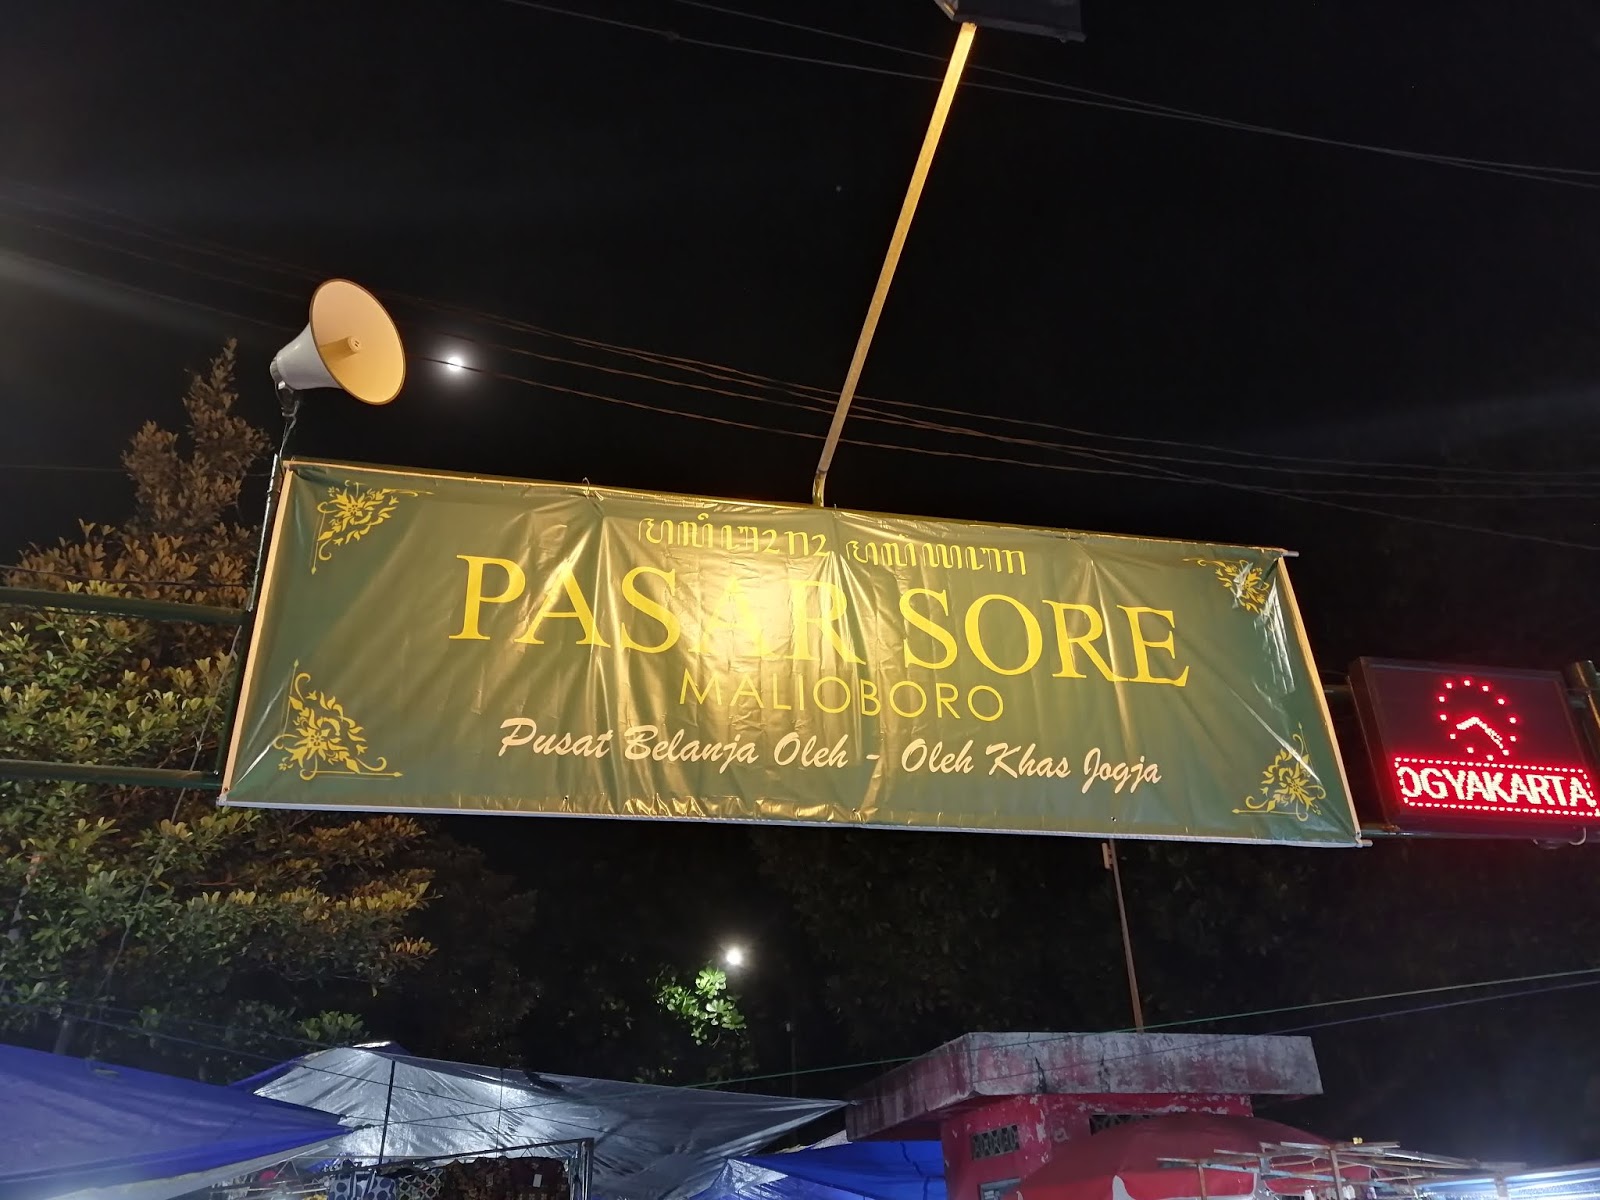 PASAR SORE
MALIOBORO
Pusat Belanja Oleh - Oleh Khas Jogja
OGYAKARTA